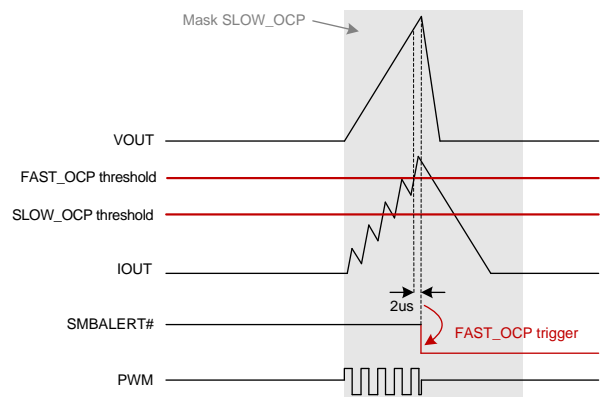 Mask SLOW_OCP
VOUT
FAST_OCP threshold
SLOW_OCP threshold
IOUT
2us
SMBALERT#
FAST_OCP trigger
PWM